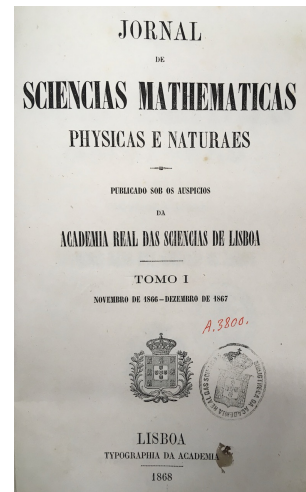 JORNAL
DE
SCIENCIAS MATHEMATICAS
PHYSICAS E NATURAES
PUBLICADO SOB OS AUSPICIOS
DA
ACADEMIA REAL DAS SCIENCIAS DE LISBOA
TOMO I
NOVEMBRO DE 1866—DEZEMBRO DE 1867
A.3800.
LISBOA
TYPOGRAPHIA DA ACADEMIA
1868